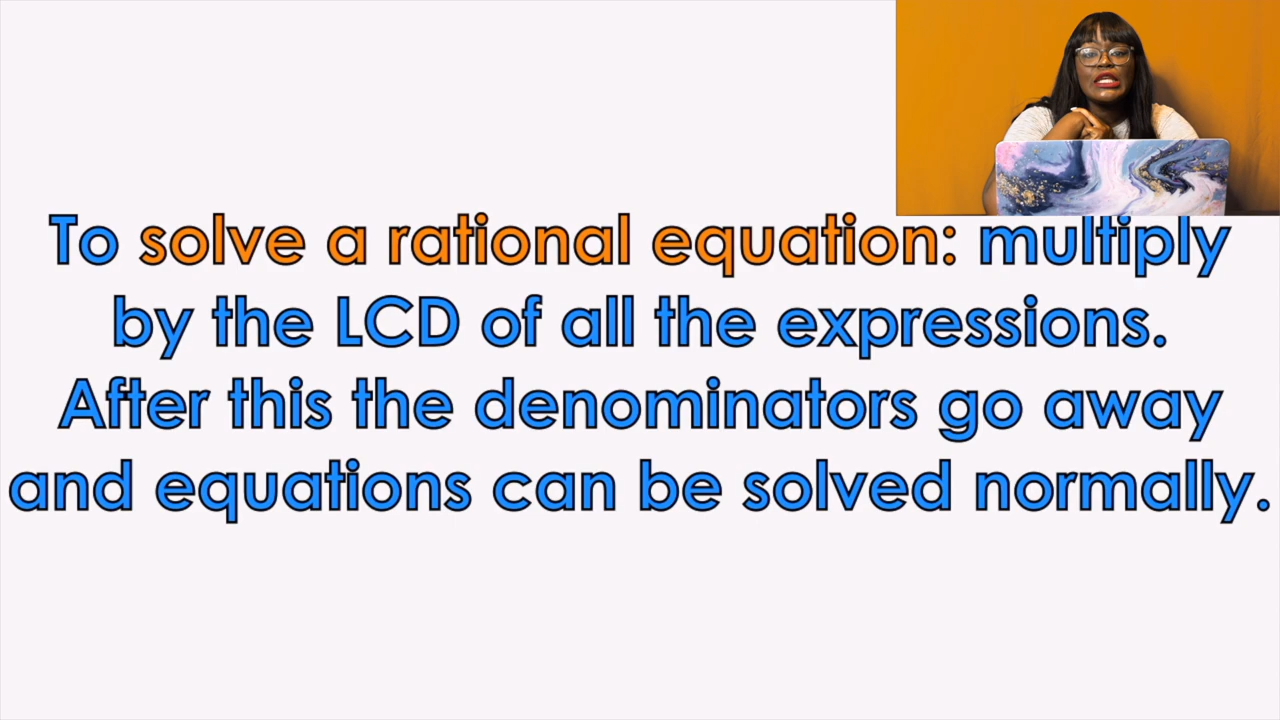 To solve a rational equation: multiply
by the LCD of all the expressions.
After this the denominators go away
and equations can be solved normally.